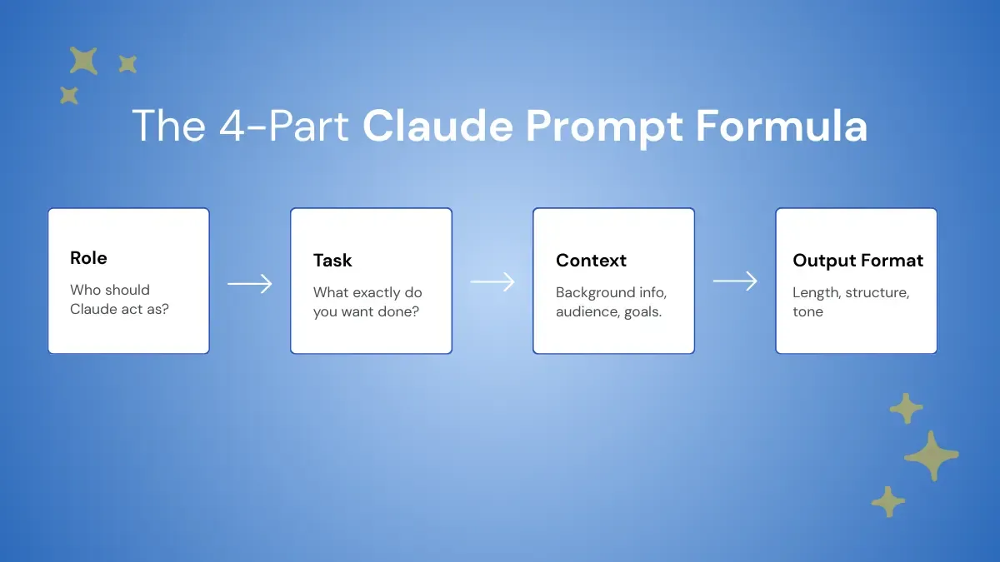 The 4-Part Claude Prompt Formula
Role
Who should
Claude act as?
Task
What exactly do
you want done?
Context
Background info,
audience, goals.
Output Format
Length, structure,
tone